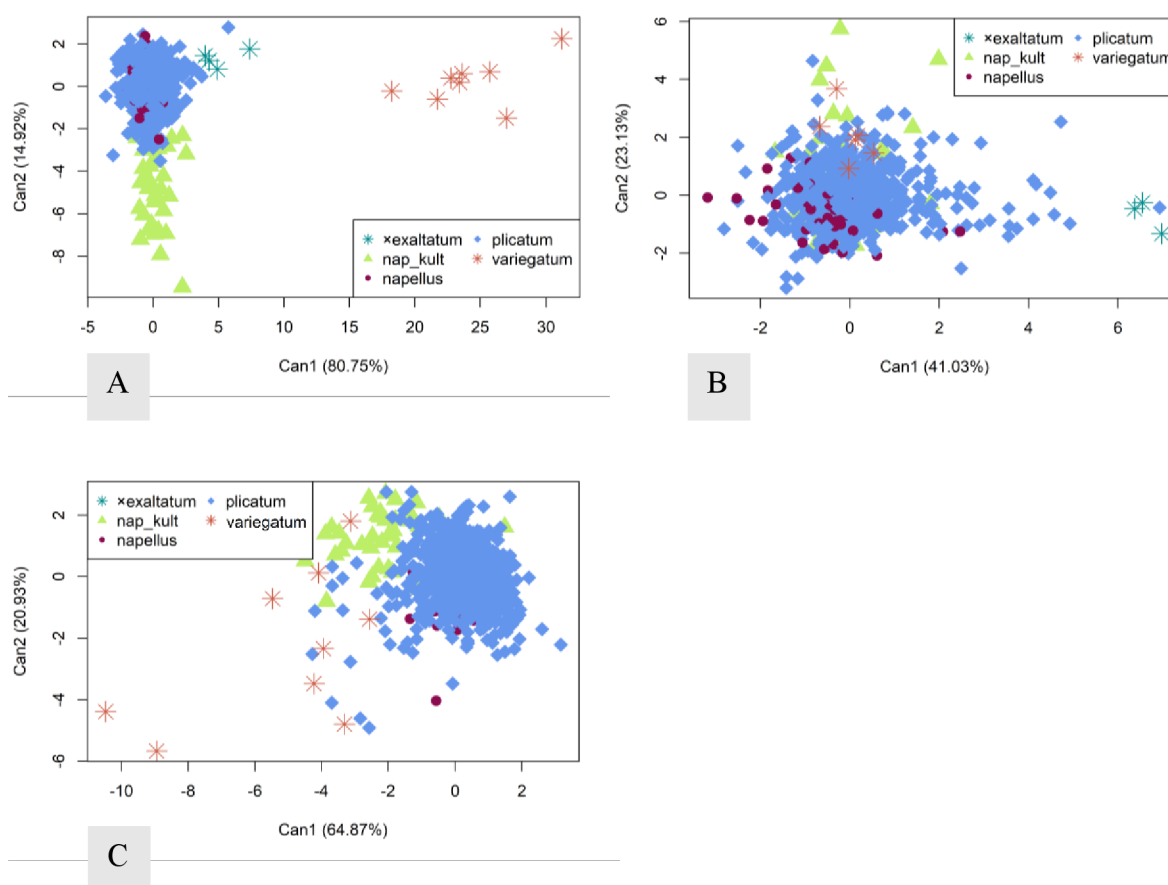 2
0
-2
-4
-6
-8
Can2 (14.92%)
×exaltatum plicatum
nap_kult variegatum
napellus
-5 0 5 10 15 20 25 30
Can1 (80.75%)
A
6
4
2
0
-2
Can2 (23.13%)
×exaltatum plicatum
nap_kult variegatum
napellus
-2 0 2 4 6
Can1 (41.03%)
B
×exaltatum plicatum
nap_kult variegatum
napellus
2
0
-2
-4
-6
Can2 (20.93%)
-10 -8 -6 -4 -2 0 2
Can1 (64.87%)
C